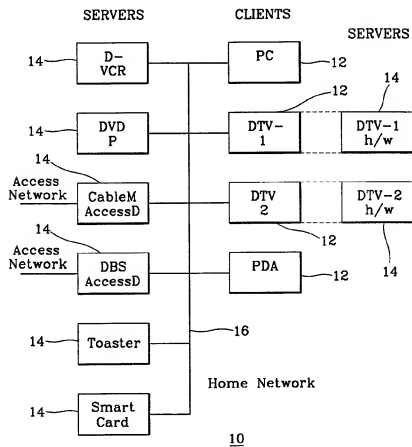 SERVERS
CLIENTS
SERVERS
14
D-
VCR
PC
12
12
14
14
DVD
P
DTV-
1
DTV-1
h/w
14
Access
Network
CableM
AccessD
DTV
2
DTV-2
h/w
14
12
14
Access
Network
DBS
AccessD
PDA
12
14
Toaster
16
Home Network
14
Smart
Card
10